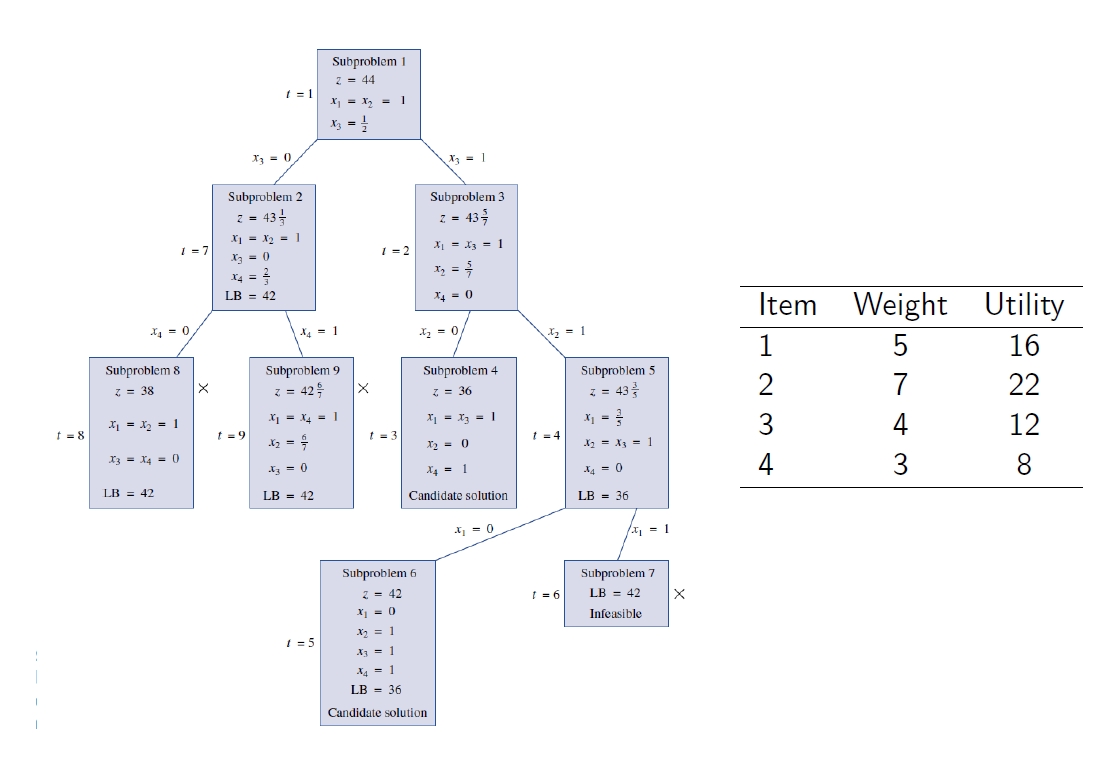 Subproblem 1
z = 44
t = 1
x₁ = x₂ = 1
x₃ = 1/2
x₃ = 0
x₃ = 1
Subproblem 2
z = 43 1/3
t = 7
x₁ = x₂ = 1
x₃ = 0
x₄ = 2/3
LB = 42
Subproblem 3
z = 43 5/7
t = 2
x₁ = x₃ = 1
x₂ = 5/7
x₄ = 0
x₄ = 0
x₄ = 1
x₂ = 0
x₂ = 1
Subproblem 8
×
z = 38
x₁ = x₂ = 1
t = 8
x₃ = x₄ = 0
LB = 42
Subproblem 9
×
z = 42 6/7
x₁ = x₄ = 1
t = 9
x₂ = 6/7
x₃ = 0
LB = 42
Subproblem 4
z = 36
x₁ = x₃ = 1
t = 3
x₂ = 0
x₄ = 1
Candidate solution
Subproblem 5
z = 43 3/5
x₁ = 3/5
t = 4
x₂ = x₃ = 1
x₄ = 0
LB = 36
x₁ = 0
x₁ = 1
Subproblem 6
z = 42
x₁ = 0
x₂ = 1
t = 5
x₃ = 1
x₄ = 1
LB = 36
Candidate solution
Subproblem 7
t = 6
LB = 42
×
Infeasible
Item Weight Utility
1 5 16
2 7 22
3 4 12
4 3 8